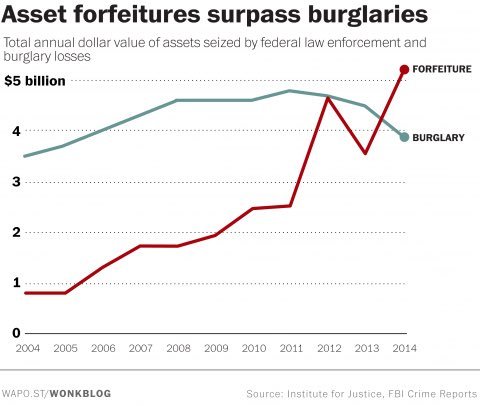 Asset forfeitures surpass burglaries
Total annual dollar value of assets seized by federal law enforcement and
burglary losses
$5 billion
FORFEITURE
4
BURGLARY
3
2
1
0
2004 2005 2006 2007 2008 2009 2010 2011 2012 2013 2014
WAPO.ST/WONKBLOG Source: Institute for Justice, FBI Crime Reports